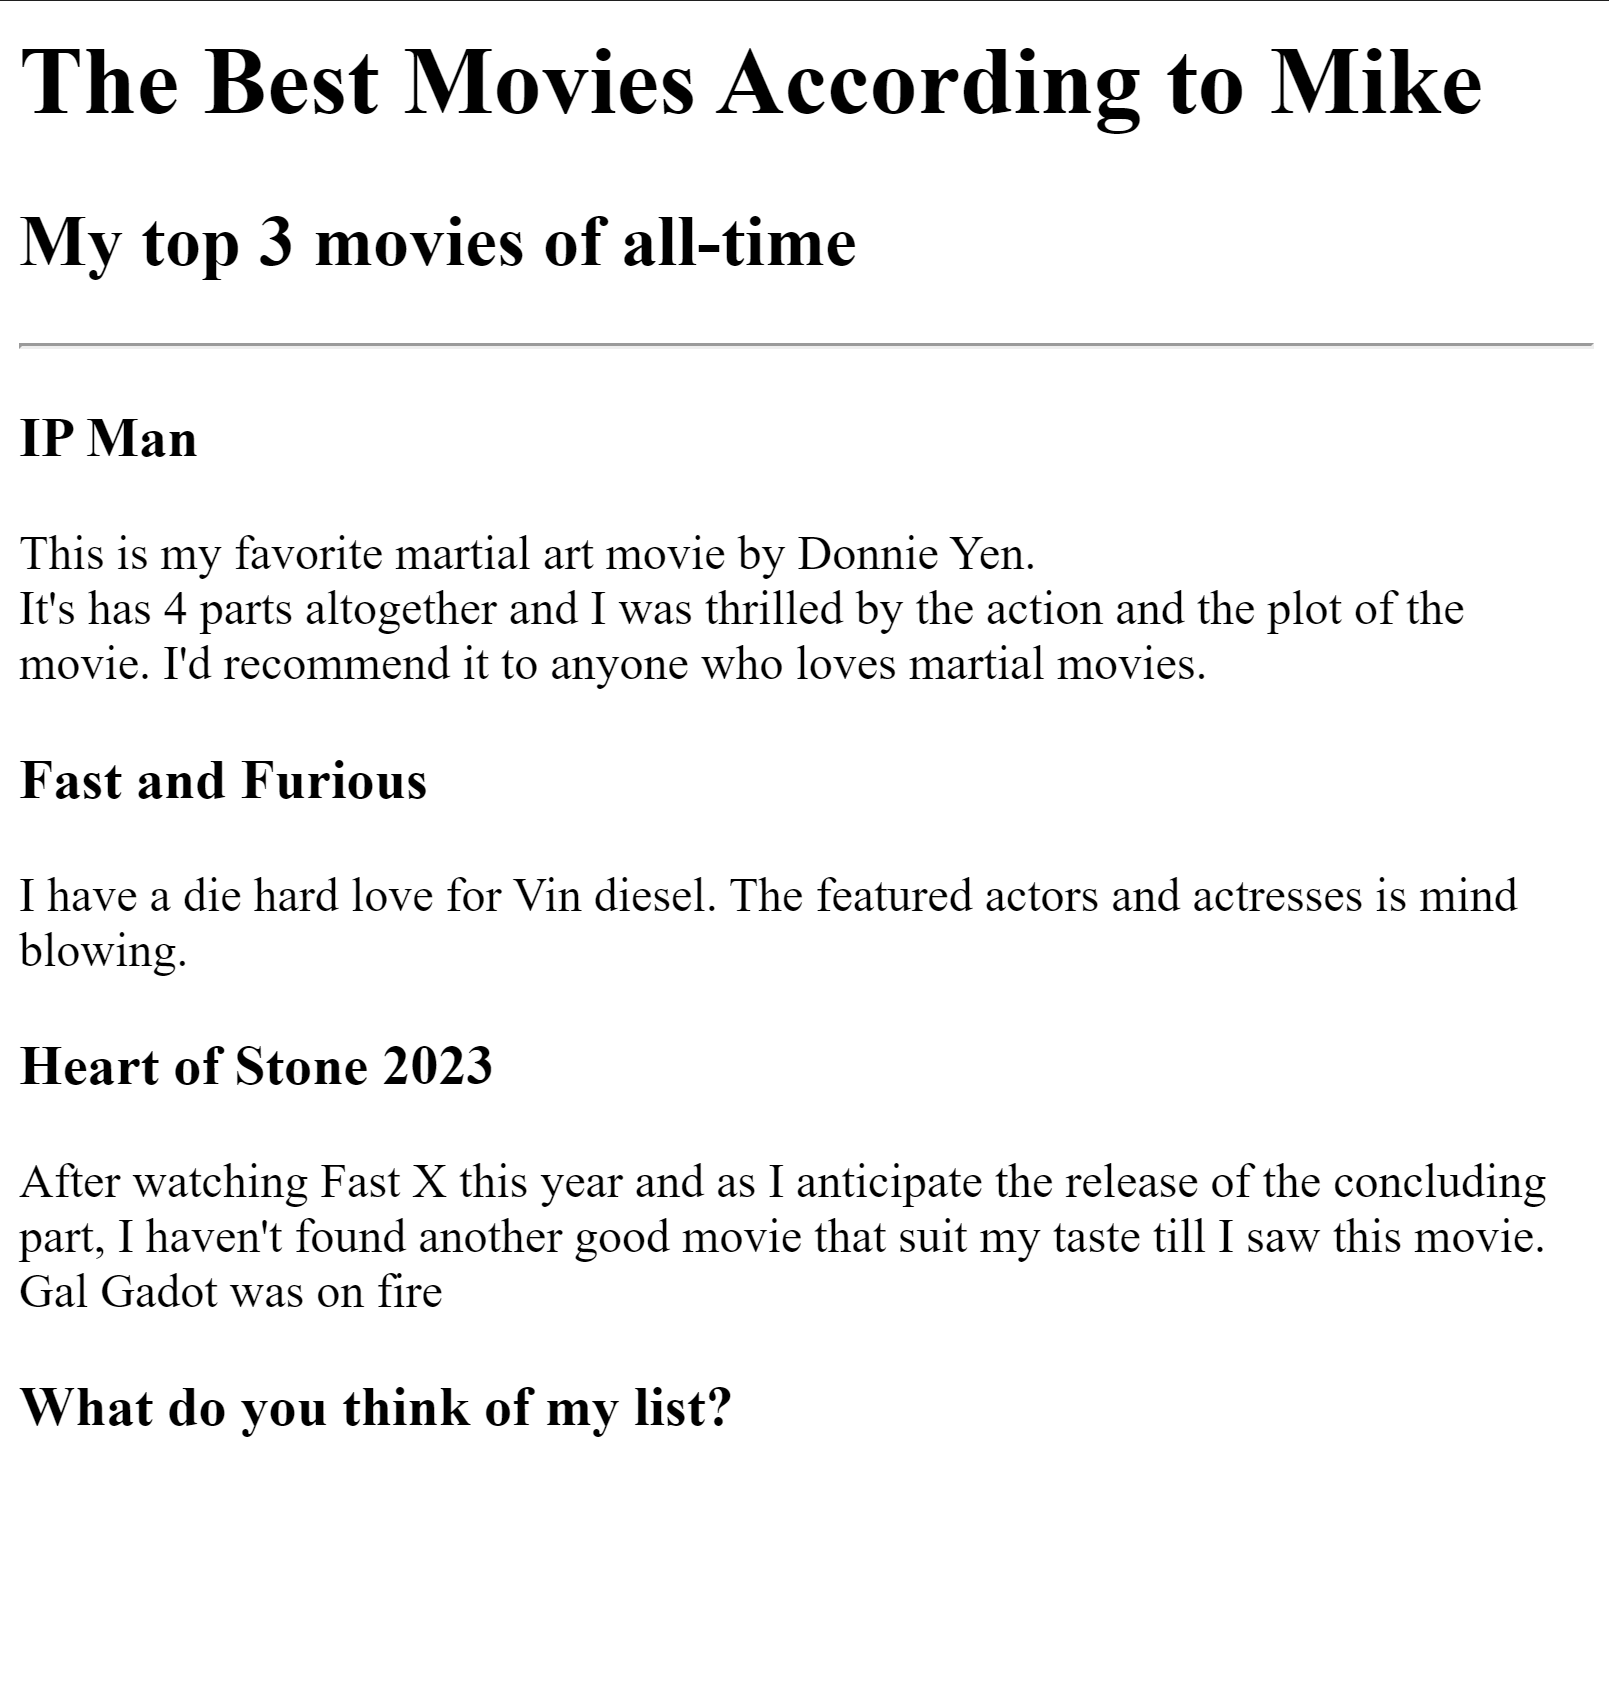 The Best Movies According to Mike
My top 3 movies of all-time
IP Man
This is my favorite martial art movie by Donnie Yen.
It's has 4 parts altogether and I was thrilled by the action and the plot of the
movie. I'd recommend it to anyone who loves martial movies.
Fast and Furious
I have a die hard love for Vin diesel. The featured actors and actresses is mind
blowing.
Heart of Stone 2023
After watching Fast X this year and as I anticipate the release of the concluding
part, I haven't found another good movie that suit my taste till I saw this movie.
Gal Gadot was on fire
What do you think of my list?